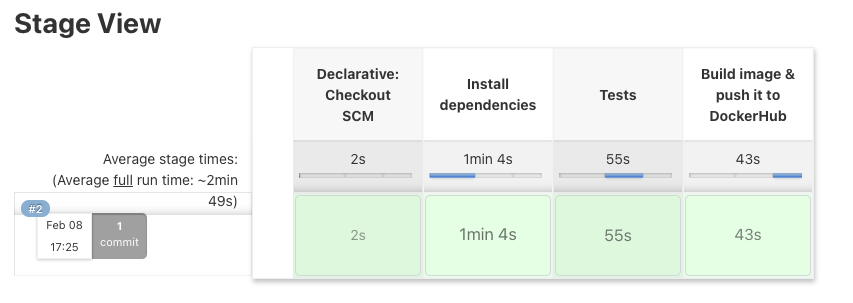 Stage View
Declarative:
Checkout
SCM
Install
dependencies
Tests
Build image &
push it to
DockerHub
Average stage times:
(Average full run time: ~2min
49s)
2s
1min 4s
55s
43s
#2
Feb 08
17:25
1
commit
2s
1min 4s
55s
43s